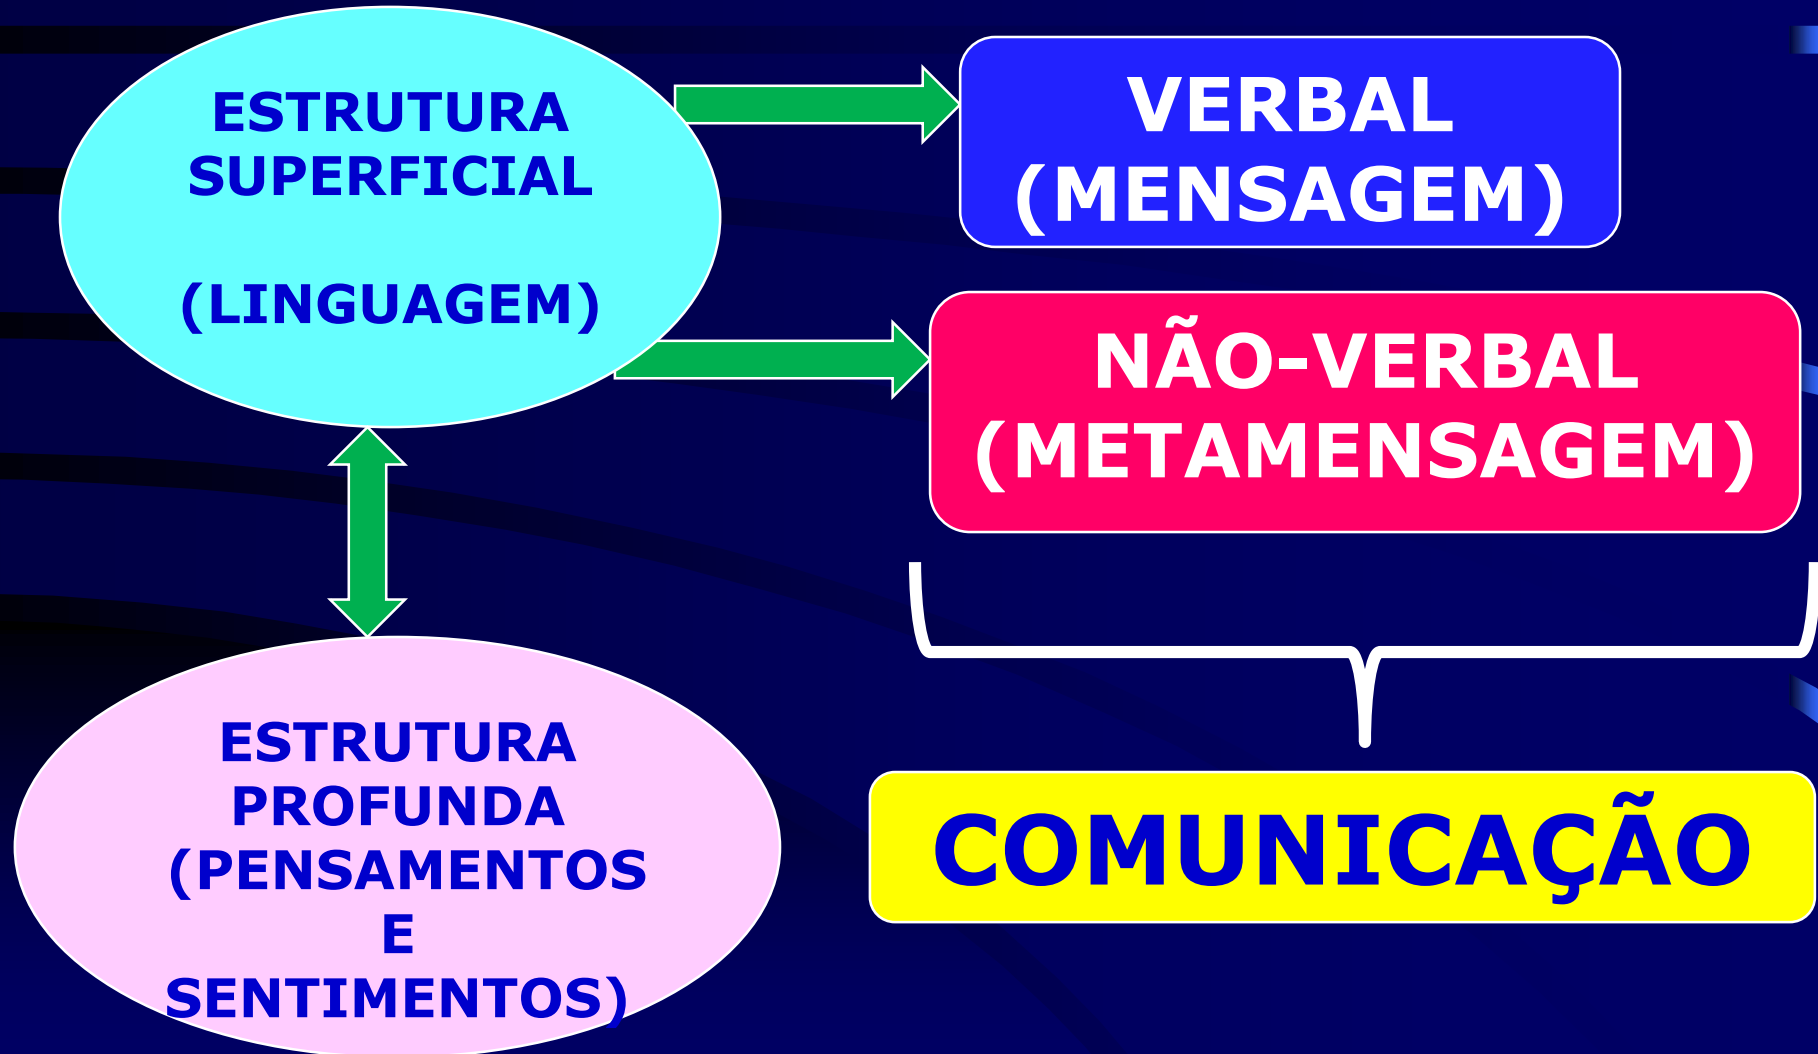 ESTRUTURA
SUPERFICIAL
(LINGUAGEM)
VERBAL
(MENSAGEM)
NÃO-VERBAL
(METAMENSAGEM)
ESTRUTURA
PROFUNDA
(PENSAMENTOS
E
SENTIMENTOS)
COMUNICAÇÃO